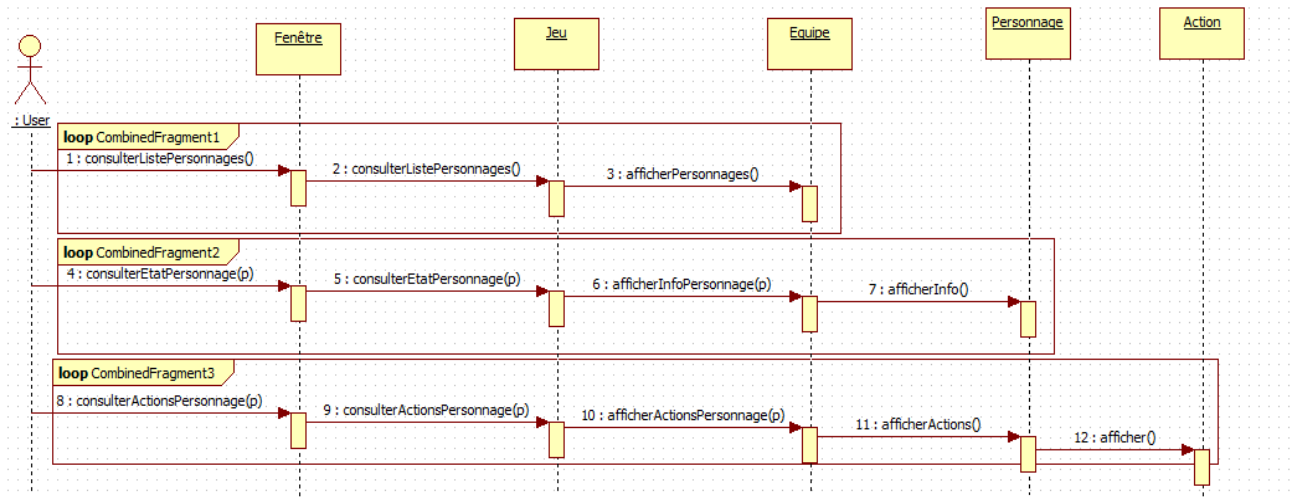 Fenêtre
Jeu
Equipe
Personnage
Action
: User
loop CombinedFragment1
1 : consulterListePersonnages()
2 : consulterListePersonnages()
3 : afficherPersonnages()
loop CombinedFragment2
4 : consulterEtatPersonnage(p)
5 : consulterEtatPersonnage(p)
6 : afficherInfoPersonnage(p)
7 : afficherInfo()
loop CombinedFragment3
8 : consulterActionsPersonnage(p)
9 : consulterActionsPersonnage(p)
10 : afficherActionsPersonnage(p)
11 : afficherActions()
12 : afficher()